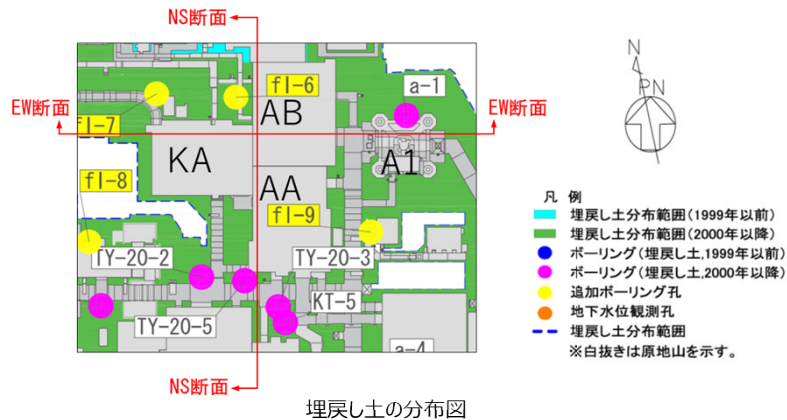 NS断面
EW断面
EW断面
fI-6
a-1
fI-7
AB
KA
A1
AA
fI-8
fI-9
TY-20-2
TY-20-3
KT-5
TY-20-5
a-4
NS断面
N
PN
凡 例
埋戻し土分布範囲(1999年以前)
埋戻し土分布範囲(2000年以降)
ボーリング(埋戻し土,1999年以前)
ボーリング(埋戻し土,2000年以降)
追加ボーリング孔
地下水位観測孔
埋戻し土分布範囲
※白抜きは原地山を示す。
埋戻し土の分布図